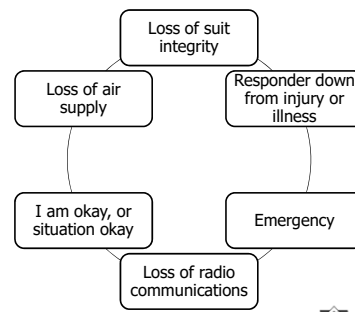 Loss of suit
integrity
Responder down
from injury or
illness
Emergency
Loss of radio
communications
I am okay, or
situation okay
Loss of air
supply